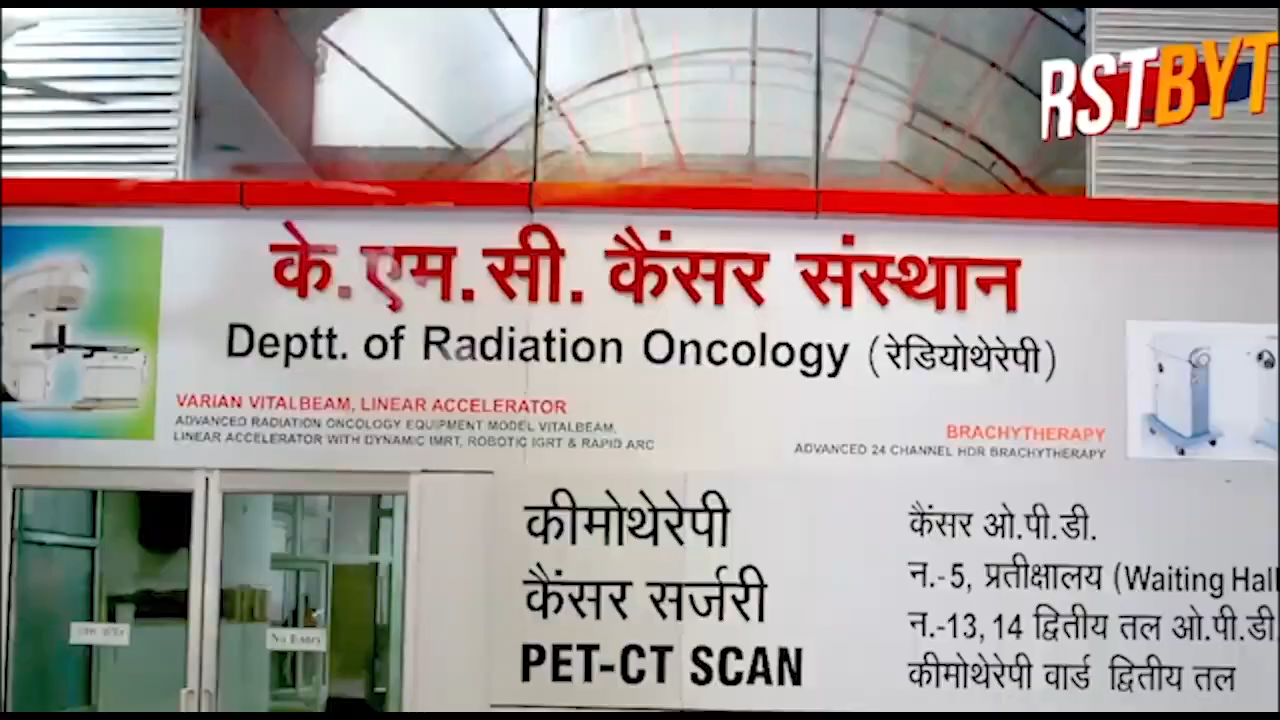 RSTBYT
के.एम.सी. कैंसर संस्थान
Deptt. of Radiation Oncology (रेडियोथेरेपी)
VARIAN VITALBEAM, LINEAR ACCELERATOR
ADVANCED RADIATION ONCOLOGY EQUIPMENT MODEL VITALBEAM,
LINEAR ACCELERATOR WITH DYNAMIC IMRT, ROBOTIC IGRT & RAPID ARC
BRACHYTHERAPY
ADVANCED 24 CHANNEL HDR BRACHYTHERAPY
कीमोथेरेपी
कैंसर सर्जरी
PET-CT SCAN
कैंसर ओ.पी.डी.
न.-5, प्रतीक्षालय (Waiting Hall
न.-13, 14 द्वितीय तल ओ.पी.डी
कीमोथेरेपी वार्ड द्वितीय तल
No Entry